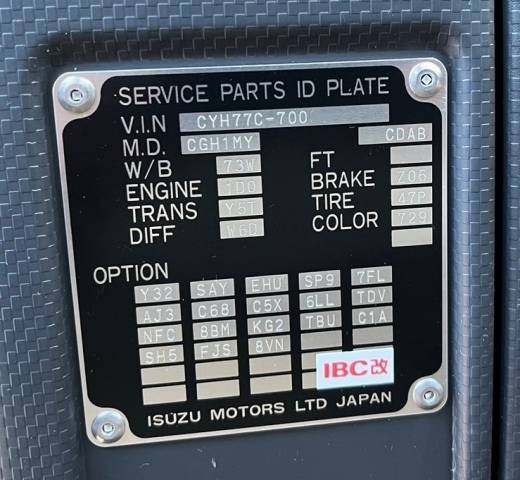 SERVICE PARTS ID PLATE
V.I.N CYH77C-700
M.D. CGH1MY CDAB
W/B 73W FT
ENGINE 1D0 BRAKE 706
TRANS Y5T TIRE 47P
DIFF W6D COLOR 729
OPTION
Y32 SAY EHU SP9 7FL
AJ3 C68 C5X 6LL TDV
NFC 8BM KG2 TBU C1A
SH5 FJS 8VN
IBC改
ISUZU MOTORS LTD JAPAN